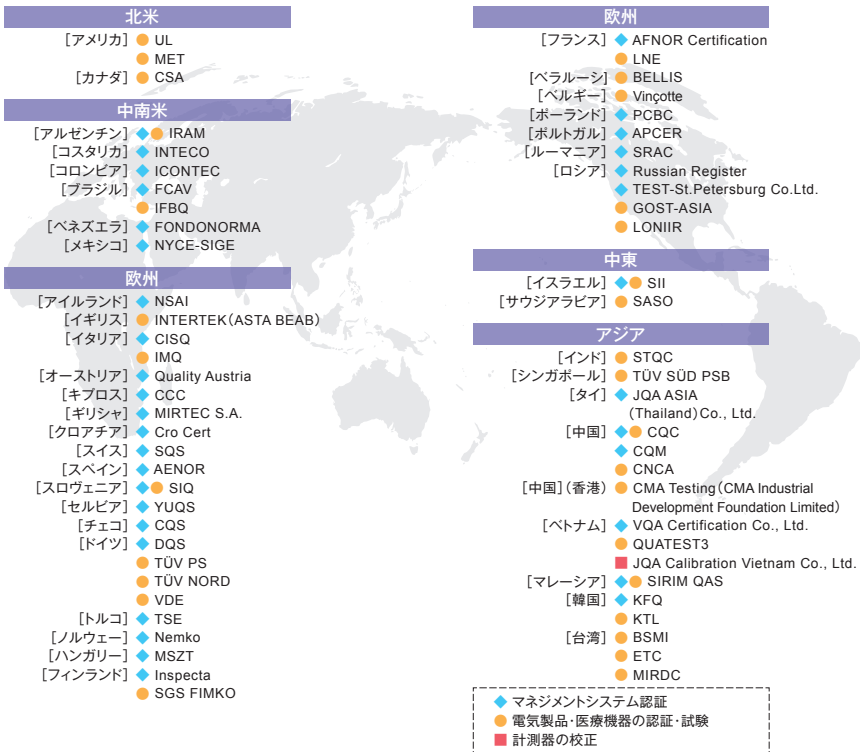 北米
[アメリカ] ● UL
● MET
[カナダ] ● CSA
中南米
[アルゼンチン] ◆● IRAM
[コスタリカ] ◆ INTECO
[コロンビア] ◆ ICONTEC
[ブラジル] ◆ FCAV
● IFBQ
[ベネズエラ] ◆ FONDONORMA
[メキシコ] ◆ NYCE-SIGE
欧州
[アイルランド] ◆ NSAI
[イギリス] ● INTERTEK(ASTA BEAB)
[イタリア] ◆ CISQ
● IMQ
[オーストリア] ◆ Quality Austria
[キプロス] ◆ CCC
[ギリシャ] ◆ MIRTEC S.A.
[クロアチア] ◆ Cro Cert
[スイス] ◆ SQS
[スペイン] ◆ AENOR
[スロヴェニア] ◆● SIQ
[セルビア] ◆ YUQS
[チェコ] ◆ CQS
[ドイツ] ◆ DQS
● TÜV PS
● TÜV NORD
● VDE
[トルコ] ◆ TSE
[ノルウェー] ◆ Nemko
[ハンガリー] ◆ MSZT
[フィンランド] ◆ Inspecta
● SGS FIMKO
欧州
[フランス] ◆ AFNOR Certification
● LNE
[ベラルーシ] ● BELLIS
[ベルギー] ● Vinçotte
[ポーランド] ◆ PCBC
[ポルトガル] ◆ APCER
[ルーマニア] ◆ SRAC
[ロシア] ◆ Russian Register
◆ TEST-St.Petersburg Co.Ltd.
● GOST-ASIA
● LONIIR
中東
[イスラエル] ◆● SII
[サウジアラビア] ● SASO
アジア
[インド] ● STQC
[シンガポール] ● TÜV SÜD PSB
[タイ] ◆ JQA ASIA
(Thailand)Co., Ltd.
[中国] ◆● CQC
◆ CQM
● CNCA
[中国](香港) ● CMA Testing(CMA Industrial
Development Foundation Limited)
[ベトナム] ◆ VQA Certification Co., Ltd.
● QUATEST3
■ JQA Calibration Vietnam Co., Ltd.
[マレーシア] ◆● SIRIM QAS
[韓国] ◆ KFQ
● KTL
[台湾] ● BSMI
● ETC
● MIRDC
◆ マネジメントシステム認証
● 電気製品・医療機器の認証・試験
■ 計測器の校正